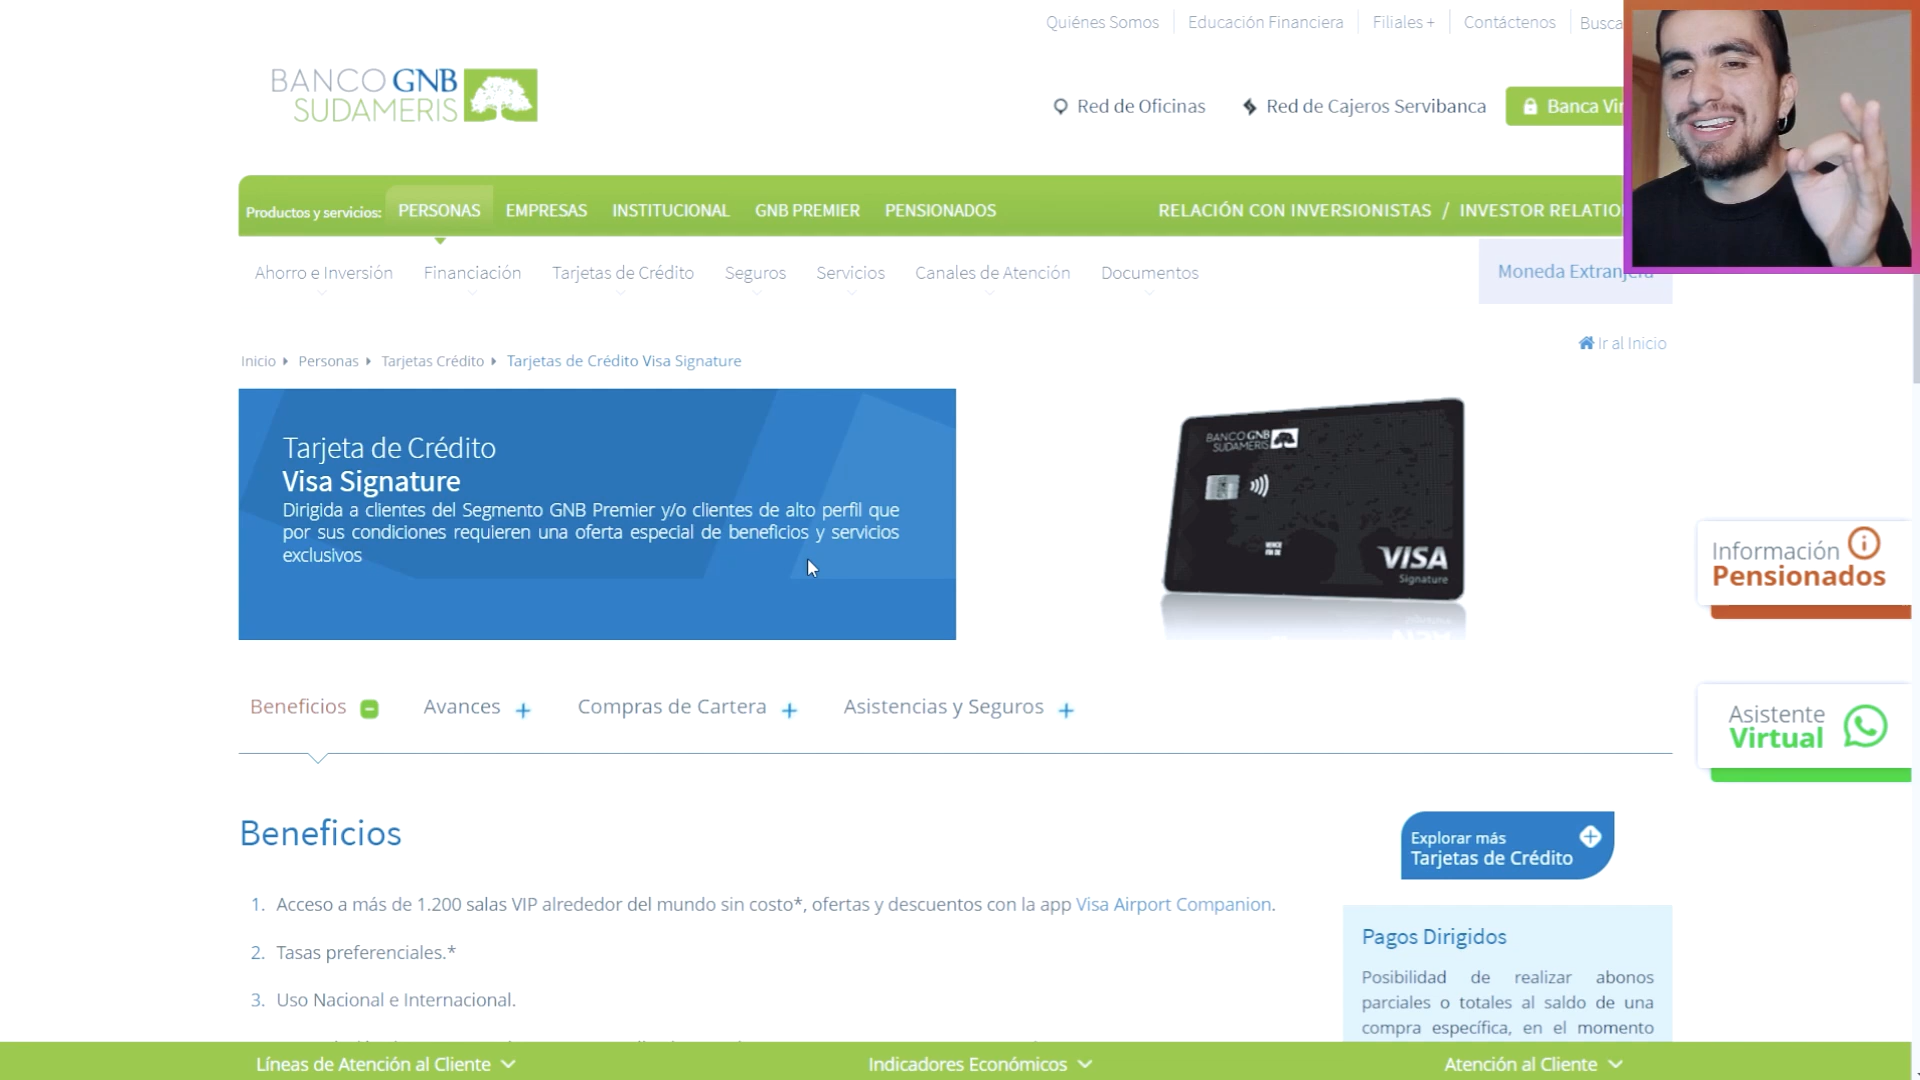 Quiénes Somos
Educación Financiera
Filiales +
Contáctenos
BANCO GNB
SUDAMERIS
Red de Oficinas
Red de Cajeros Servibanca
Banca
Productos y servicios:
PERSONAS
EMPRESAS
INSTITUCIONAL
GNB PREMIER
PENSIONADOS
RELACIÓN CON INVERSIONISTAS / INVESTOR
Ahorro e Inversión
Financiación
Tarjetas de Crédito
Seguros
Servicios
Canales de Atención
Documentos
Moneda Extranjera
Ir al Inicio
Inicio
Personas
Tarjetas Crédito
Tarjetas de Crédito Visa Signature
Tarjeta de Crédito
Visa Signature
Dirigida a clientes del Segmento GNB Premier y/o clientes de alto perfil que
por sus condiciones requieren una oferta especial de beneficios y servicios
exclusivos
BANCO GNB
SUDAMERIS
VISA
Signature
Información
Pensionados
Asistente
Virtual
Beneficios
Avances +
Compras de Cartera +
Asistencias y Seguros +
Beneficios
1. Acceso a más de 1.200 salas VIP alrededor del mundo sin costo*, ofertas y descuentos con la app Visa Airport Companion.
2. Tasas preferenciales.*
3. Uso Nacional e Internacional.
Explorar más
Tarjetas de Crédito
Pagos Dirigidos
Posibilidad de realizar abonos
parciales o totales al saldo de una
compra específica, en el momento
Líneas de Atención al Cliente
Indicadores Económicos
Atención al Cliente